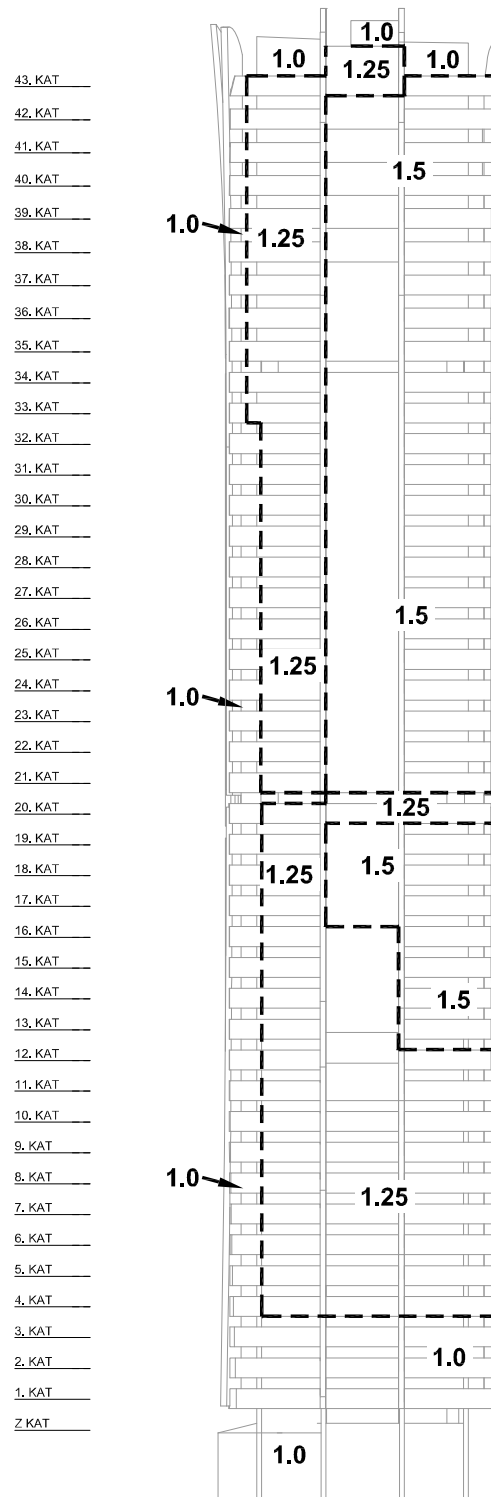 1.0
1.0 1.25 1.0
43. KAT
42. KAT
41. KAT
1.5
40. KAT
39. KAT
1.0 1.25
38. KAT
37. KAT
36. KAT
35. KAT
34. KAT
33. KAT
32. KAT
31. KAT
30. KAT
29. KAT
28. KAT
27. KAT
26. KAT
1.5
25. KAT
1.25
24. KAT
1.0
23. KAT
22. KAT
21. KAT
20. KAT
1.25
19. KAT
18. KAT
1.25 1.5
17. KAT
16. KAT
15. KAT
14. KAT
1.5
13. KAT
12. KAT
11. KAT
10. KAT
9. KAT
8. KAT
1.0
7. KAT
1.25
6. KAT
5. KAT
4. KAT
3. KAT
2. KAT
1.0
1. KAT
Z KAT
1.0